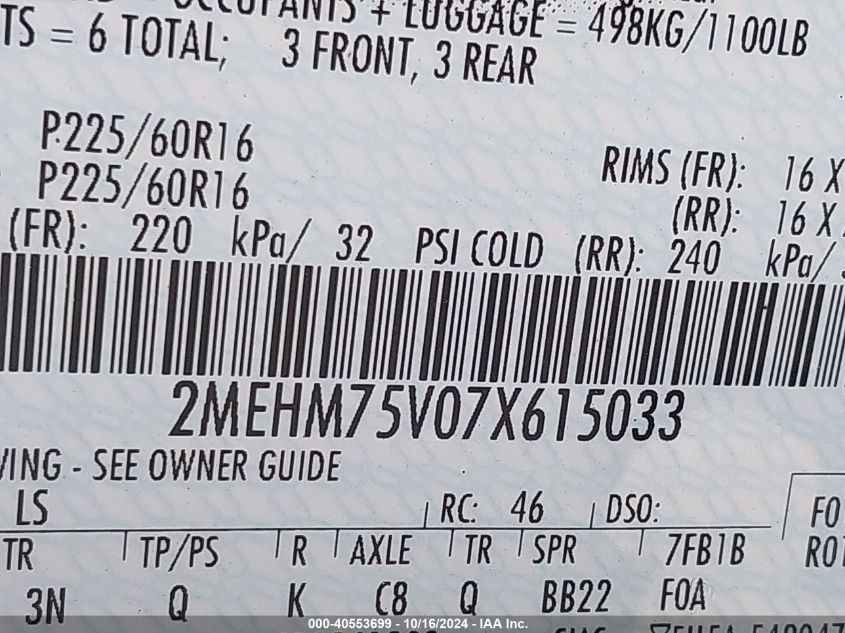 OCCUPANTS + LUGGAGE = 498KG/1100LB
TS = 6 TOTAL; 3 FRONT, 3 REAR
P225/60R16
P225/60R16
RIMS (FR): 16 X
(RR): 16 X
(FR): 220 kPa/ 32 PSI COLD (RR): 240 kPa/
2MEHM75V07X615033
VING - SEE OWNER GUIDE
LS RC: 46 DSO: FO
TR TP/PS R AXLE TR SPR 7FB1B RO
3N Q K C8 Q BB22 FOA
000-40553699 - 10/16/2024 - IAA Inc.